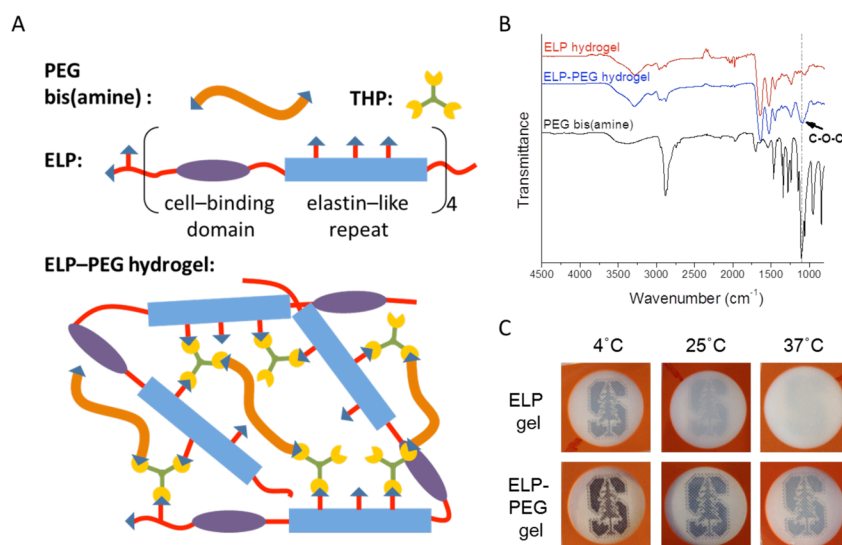 A
PEG
bis(amine) :
THP:
ELP:
4
cell–binding
domain
elastin–like
repeat
ELP–PEG hydrogel:
B
ELP hydrogel
ELP-PEG hydrogel
PEG bis(amine)
C-O-C
Transmittance
4500 4000 3500 3000 2500 2000 1500 1000
Wavenumber (cm⁻¹)
C
4˚C 25˚C 37˚C
ELP
gel
ELP-
PEG
gel
S S
S S S